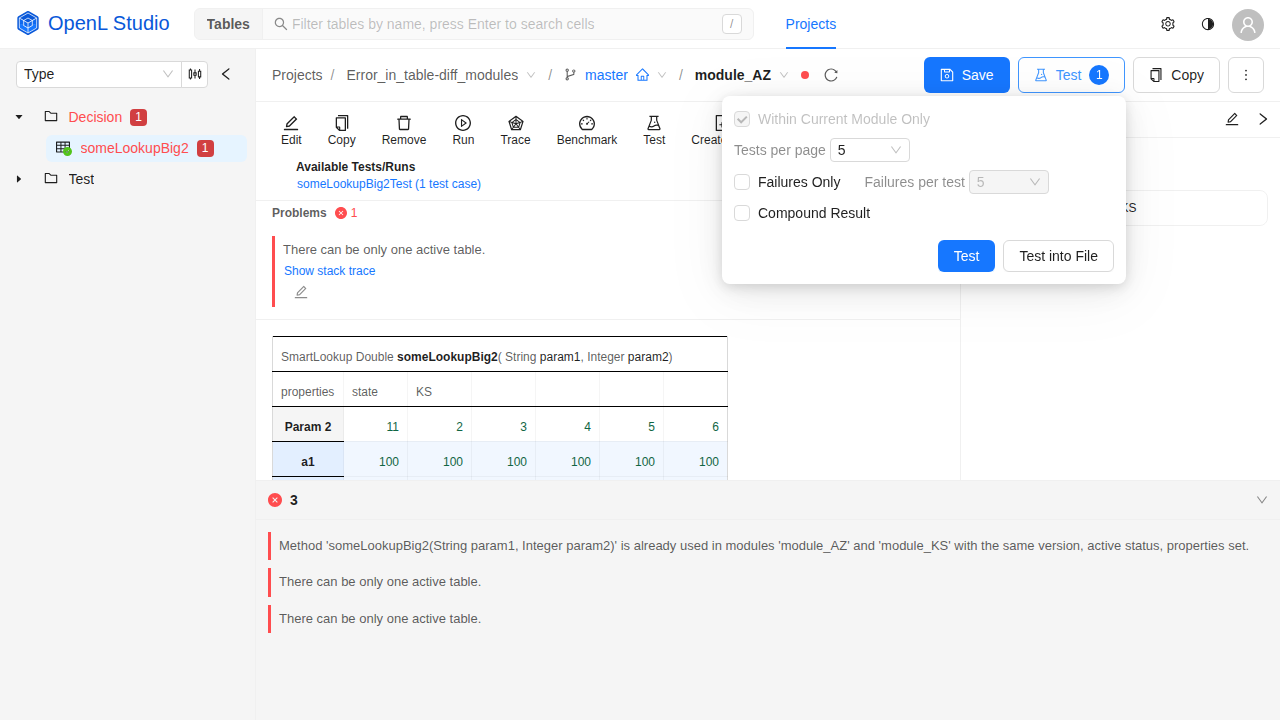 OpenL Studio
Tables
Filter tables by name, press Enter to search cells
/
Projects
Type
Decision 1
someLookupBig2 1
Test
Projects / Error_in_table-diff_modules / master / module_AZ
Save
Test 1
Copy
Edit
Copy
Remove
Run
Trace
Benchmark
Test
Create
Available Tests/Runs
someLookupBig2Test (1 test case)
Problems 1
There can be only one active table.
Show stack trace
Within Current Module Only
Tests per page 5
Failures Only Failures per test 5
Compound Result
Test
Test into File
KS
SmartLookup Double someLookupBig2( String param1, Integer param2)
properties state KS
Param 2 11 2 3 4 5 6
a1 100 100 100 100 100 100
3
Method 'someLookupBig2(String param1, Integer param2)' is already used in modules 'module_AZ' and 'module_KS' with the same version, active status, properties set.
There can be only one active table.
There can be only one active table.